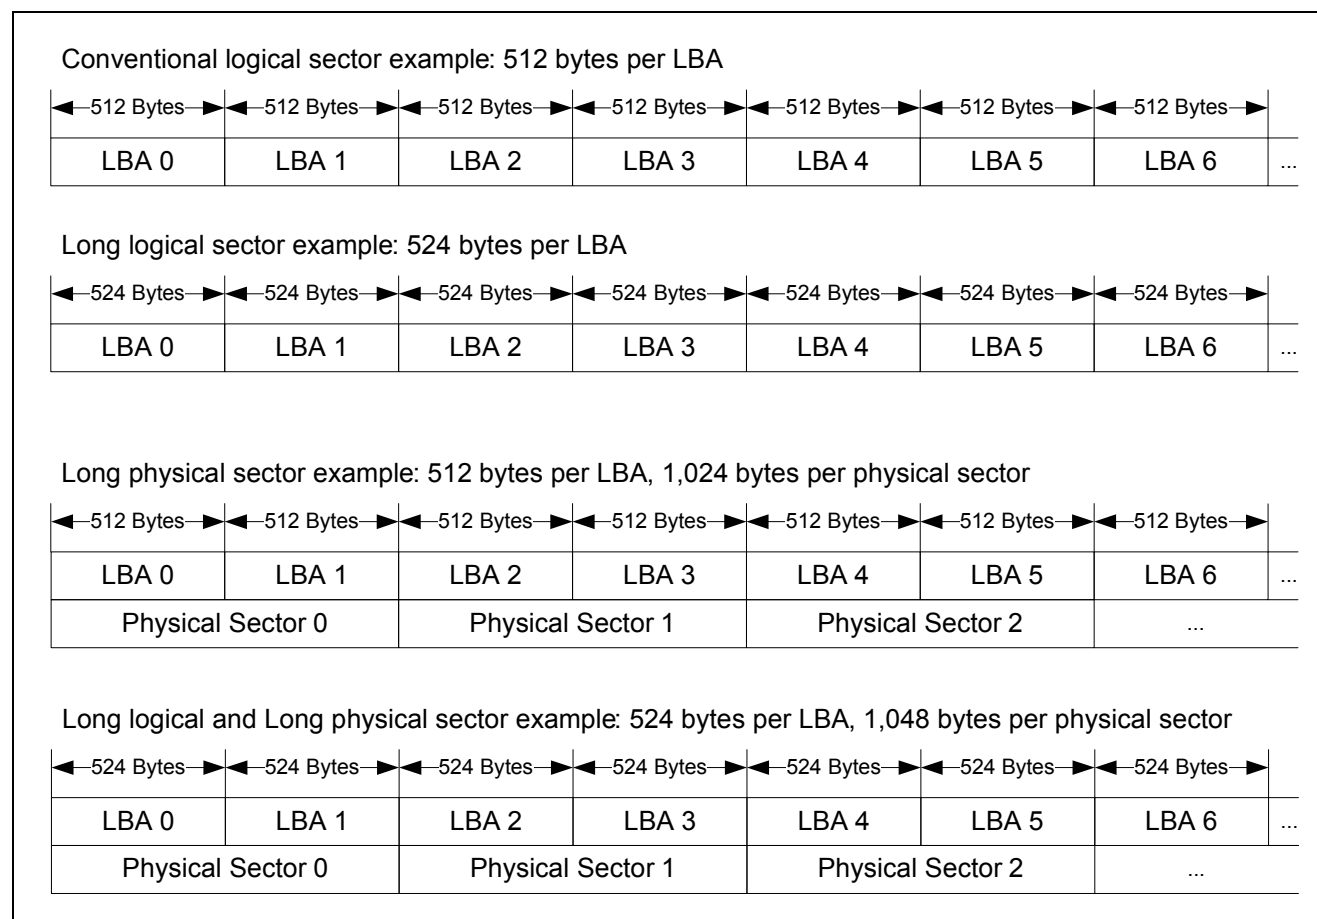 Conventional logical sector example: 512 bytes per LBA
512 Bytes 512 Bytes 512 Bytes 512 Bytes 512 Bytes 512 Bytes 512 Bytes
LBA 0 LBA 1 LBA 2 LBA 3 LBA 4 LBA 5 LBA 6 ...
Long logical sector example: 524 bytes per LBA
524 Bytes 524 Bytes 524 Bytes 524 Bytes 524 Bytes 524 Bytes 524 Bytes
LBA 0 LBA 1 LBA 2 LBA 3 LBA 4 LBA 5 LBA 6 ...
Long physical sector example: 512 bytes per LBA, 1,024 bytes per physical sector
512 Bytes 512 Bytes 512 Bytes 512 Bytes 512 Bytes 512 Bytes 512 Bytes
LBA 0 LBA 1 LBA 2 LBA 3 LBA 4 LBA 5 LBA 6 ...
Physical Sector 0 Physical Sector 1 Physical Sector 2 ...
Long logical and Long physical sector example: 524 bytes per LBA, 1,048 bytes per physical sector
524 Bytes 524 Bytes 524 Bytes 524 Bytes 524 Bytes 524 Bytes 524 Bytes
LBA 0 LBA 1 LBA 2 LBA 3 LBA 4 LBA 5 LBA 6 ...
Physical Sector 0 Physical Sector 1 Physical Sector 2 ...